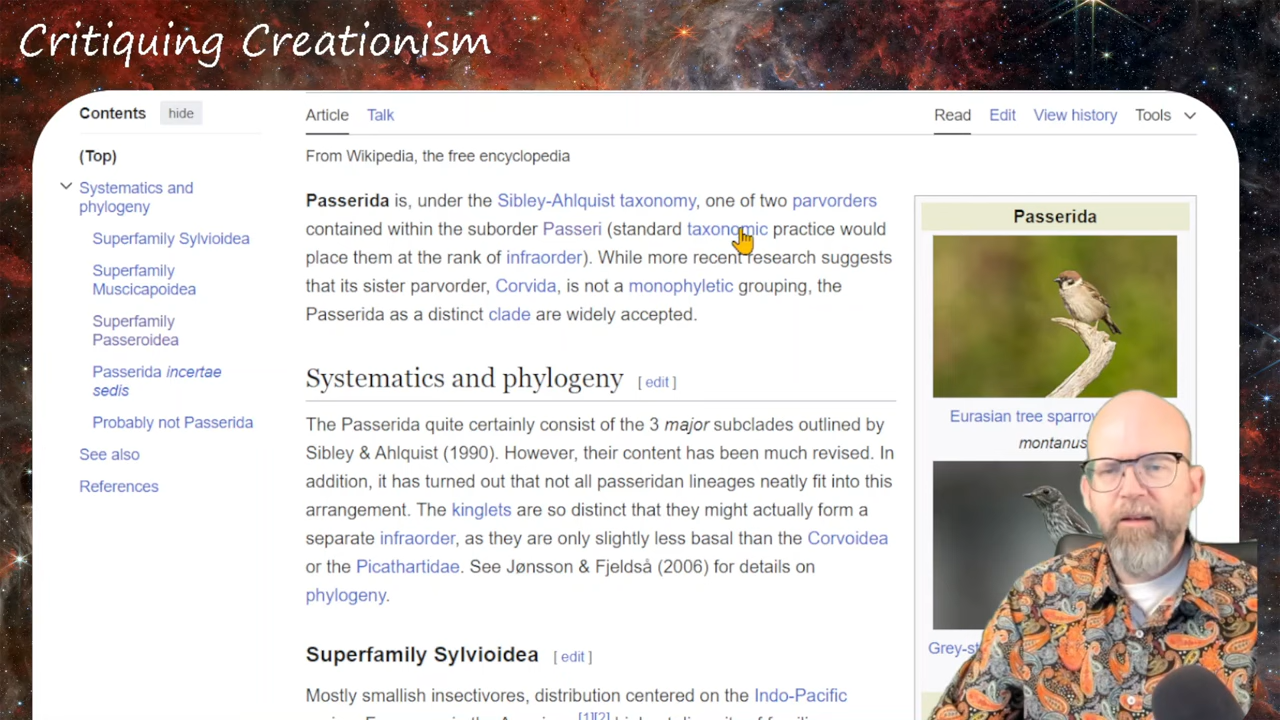 Critiquing Creationism
Contents hide
(Top)
Systematics and
phylogeny
Superfamily Sylvioidea
Superfamily
Muscicapoidea
Superfamily
Passeroidea
Passerida incertae
sedis
Probably not Passerida
See also
References
Article Talk
Read Edit View history Tools
From Wikipedia, the free encyclopedia
Passerida is, under the Sibley-Ahlquist taxonomy, one of two parvorders
contained within the suborder Passeri (standard taxonomic practice would
place them at the rank of infraorder). While more recent research suggests
that its sister parvorder, Corvida, is not a monophyletic grouping, the
Passerida as a distinct clade are widely accepted.
Systematics and phylogeny [ edit ]
The Passerida quite certainly consist of the 3 major subclades outlined by
Sibley & Ahlquist (1990). However, their content has been much revised. In
addition, it has turned out that not all passeridan lineages neatly fit into this
arrangement. The kinglets are so distinct that they might actually form a
separate infraorder, as they are only slightly less basal than the Corvoidea
or the Picathartidae. See Jønsson & Fjeldså (2006) for details on
phylogeny.
Superfamily Sylvioidea [ edit ]
Mostly smallish insectivores, distribution centered on the Indo-Pacific
[1][2]
Passerida
Eurasian tree sparrow
montanus